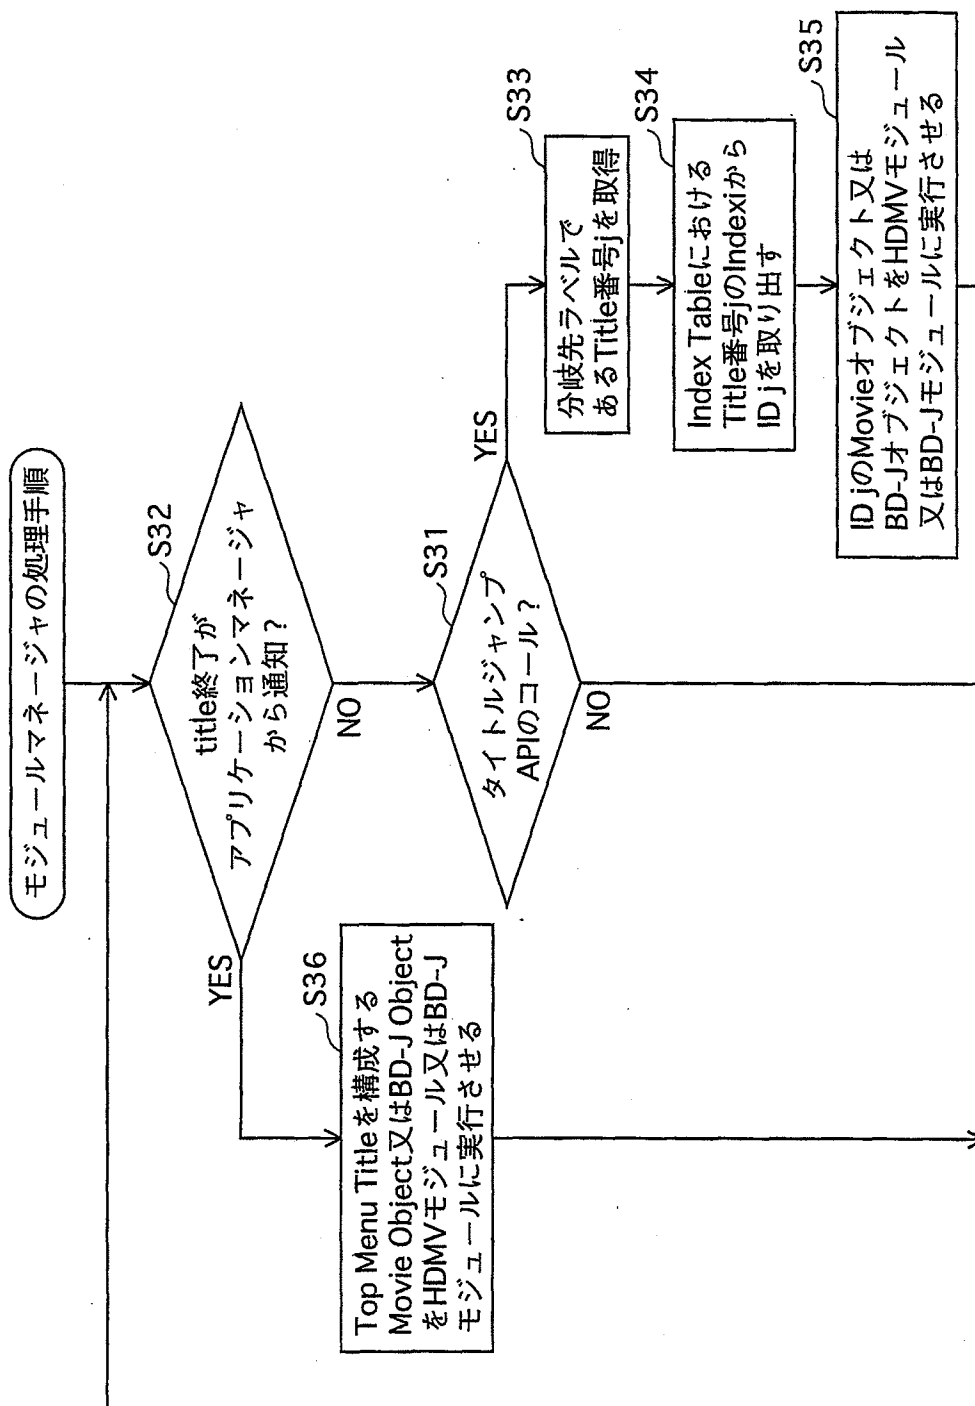 モジュールマネージャの処理手順
S32
title終了が
アプリケーションマネージャ
から通知?
YES
NO
S36
Top Menu Titleを構成する
Movie Object又はBD-J Object
をHDMVモジュール又はBD-J
モジュールに実行させる
S31
タイトルジャンプ
APIのコール?
YES
NO
S33
分岐先ラベルで
あるTitle番号jを取得
S34
Index Tableにおける
Title番号jのIndexiから
ID jを取り出す
S35
ID jのMovieオブジェクト又は
BD-JオブジェクトをHDMVモジュール
又はBD-Jモジュールに実行させる